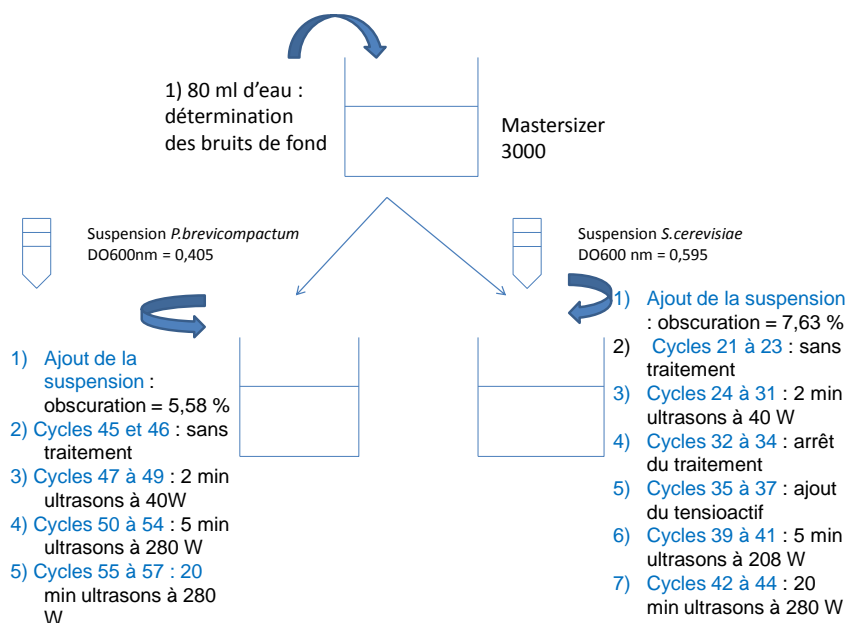 1) 80 ml d'eau :
détermination
des bruits de fond
Mastersizer
3000
Suspension P.brevicompactum
DO600nm = 0,405
Suspension S.cerevisiae
DO600 nm = 0,595
1) Ajout de la
suspension :
obscuration = 5,58 %
2) Cycles 45 et 46 : sans
traitement
3) Cycles 47 à 49 : 2 min
ultrasons à 40W
4) Cycles 50 à 54 : 5 min
ultrasons à 280 W
5) Cycles 55 à 57 : 20
min ultrasons à 280
W
1) Ajout de la suspension
: obscuration = 7,63 %
2) Cycles 21 à 23 : sans
traitement
3) Cycles 24 à 31 : 2 min
ultrasons à 40 W
4) Cycles 32 à 34 : arrêt
du traitement
5) Cycles 35 à 37 : ajout
du tensioactif
6) Cycles 39 à 41 : 5 min
ultrasons à 208 W
7) Cycles 42 à 44 : 20
min ultrasons à 280 W